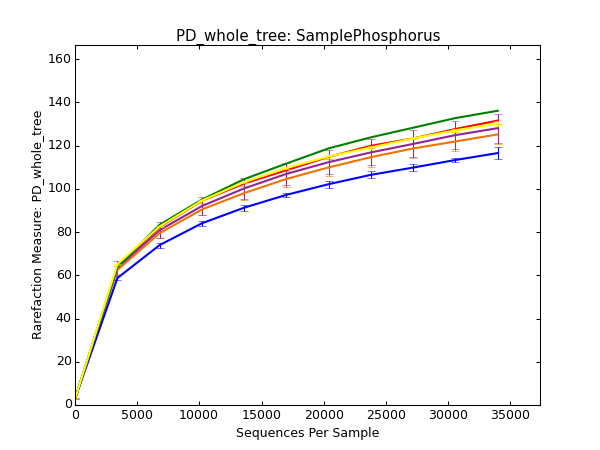 PD_whole_tree: SamplePhosphorus
160
140
120
100
80
60
40
20
0
Rarefaction Measure: PD_whole_tree
0 5000 10000 15000 20000 25000 30000 35000
Sequences Per Sample